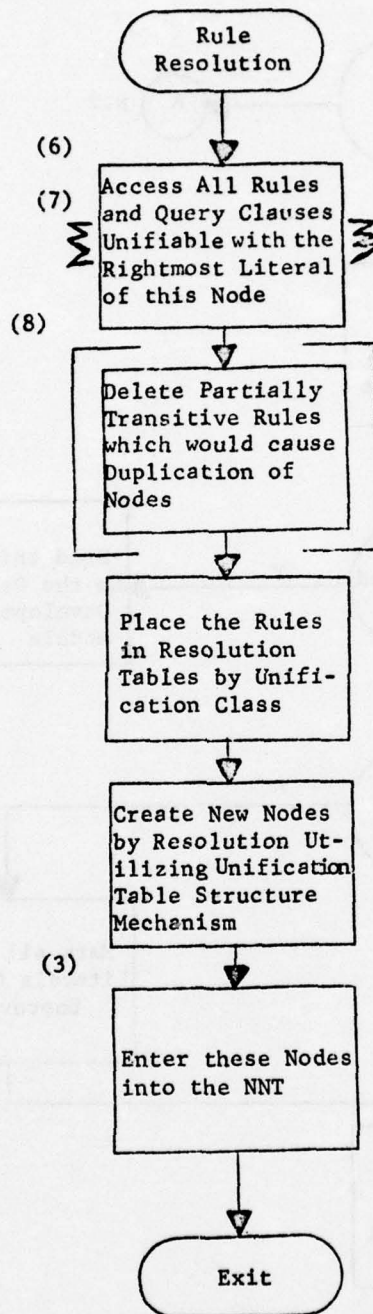 Rule
Resolution
(6)
(7)
Access All Rules
and Query Clauses
Unifiable with the
Rightmost Literal
of this Node
(8)
Delete Partially
Transitive Rules
which would cause
Duplication of
Nodes
Place the Rules
in Resolution
Tables by Unifi-
cation Class
Create New Nodes
by Resolution Ut-
ilizing Unification
Table Structure
Mechanism
(3)
Enter these Nodes
into the NNT
Exit